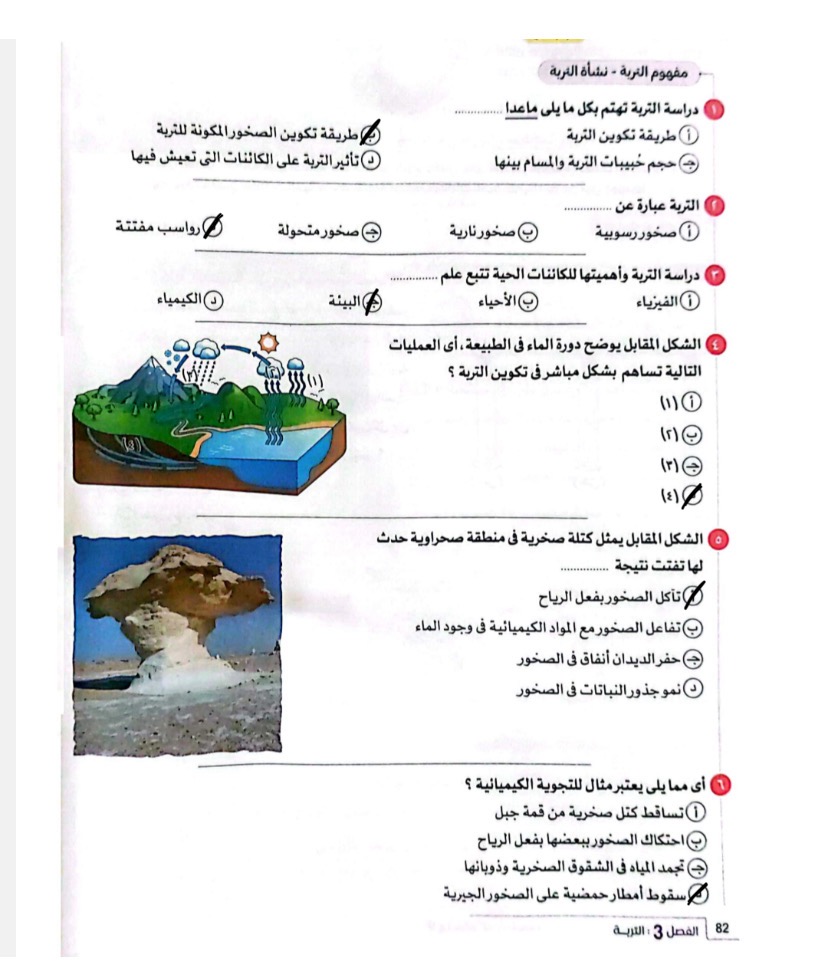 مفهوم التربة - نشأة التربة
١ دراسة التربة تهتم بكل ما يلى ماعدا ..............
أ طريقة تكوين التربة
ب طريقة تكوين الصخور المكونة للتربة
جـ حجم حُبيبات التربة والمسام بينها
د تأثير التربة على الكائنات التى تعيش فيها
٢ التربة عبارة عن ..............
أ صخور رسوبية
ب صخور نارية
جـ صخور متحولة
رواسب مفتتة
٣ دراسة التربة وأهميتها للكائنات الحية تتبع علم ..............
أ الفيزياء
ب الأحياء
جـ البيئة
د الكيمياء
٤ الشكل المقابل يوضح دورة الماء فى الطبيعة، أى العمليات
التالية تساهم بشكل مباشر فى تكوين التربة ؟
(١)
(٢)
(٣)
(٤)
أ (١)
ب (٢)
جـ (٣)
(٤)
٥ الشكل المقابل يمثل كتلة صخرية فى منطقة صحراوية حدث
لها تفتت نتيجة ..............
تآكل الصخور بفعل الرياح
ب تفاعل الصخور مع المواد الكيميائية فى وجود الماء
جـ حفر الديدان أنفاق فى الصخور
د نمو جذور النباتات فى الصخور
٦ أى مما يلى يعتبر مثال للتجوية الكيميائية ؟
أ تساقط كتل صخرية من قمة جبل
ب احتكاك الصخور ببعضها بفعل الرياح
جـ تجمد المياه فى الشقوق الصخرية وذوبانها
د سقوط أمطار حمضية على الصخور الجيرية
82 الفصل 3 : التربة